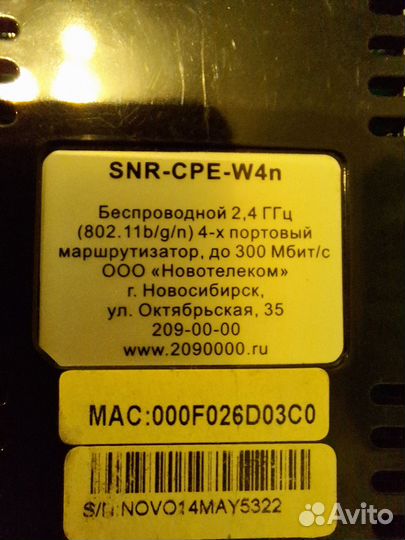 SNR-CPE-W4n
Беспроводной 2,4 ГГц
(802.11b/g/n) 4-х портовый
маршрутизатор, до 300 Мбит/с
ООО «Новотелеком»
г. Новосибирск,
ул. Октябрьская, 35
209-00-00
www.2090000.ru
MAC:000F026D03C0
S/N:NOVO14MAY5322
Avito